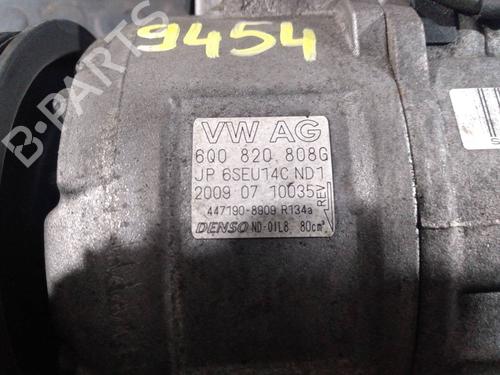 9454
VW AG
6Q0 820 808G
JP 6SEU14C ND1
2009 07 10035
REV
447190-8909 R134a
DENSO ND-OIL8 80cm³
B-PARTS